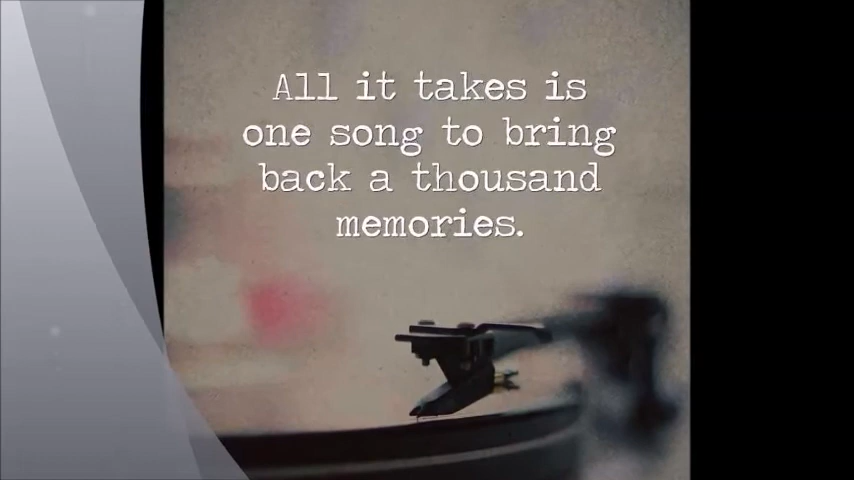 All it takes is
one song to bring
back a thousand
memories.